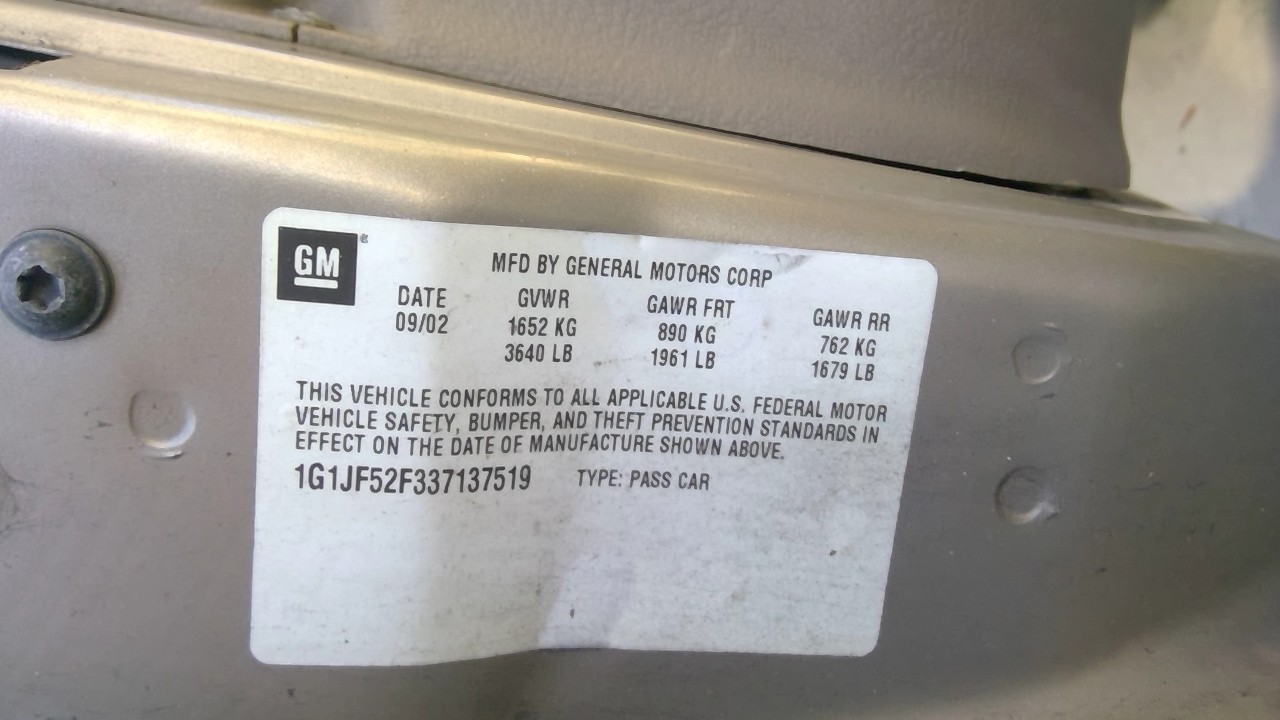 GM®
MFD BY GENERAL MOTORS CORP
DATE GVWR GAWR FRT GAWR RR
09/02 1652 KG 890 KG 762 KG
3640 LB 1961 LB 1679 LB
THIS VEHICLE CONFORMS TO ALL APPLICABLE U.S. FEDERAL MOTOR
VEHICLE SAFETY, BUMPER, AND THEFT PREVENTION STANDARDS IN
EFFECT ON THE DATE OF MANUFACTURE SHOWN ABOVE.
1G1JF52F337137519 TYPE: PASS CAR